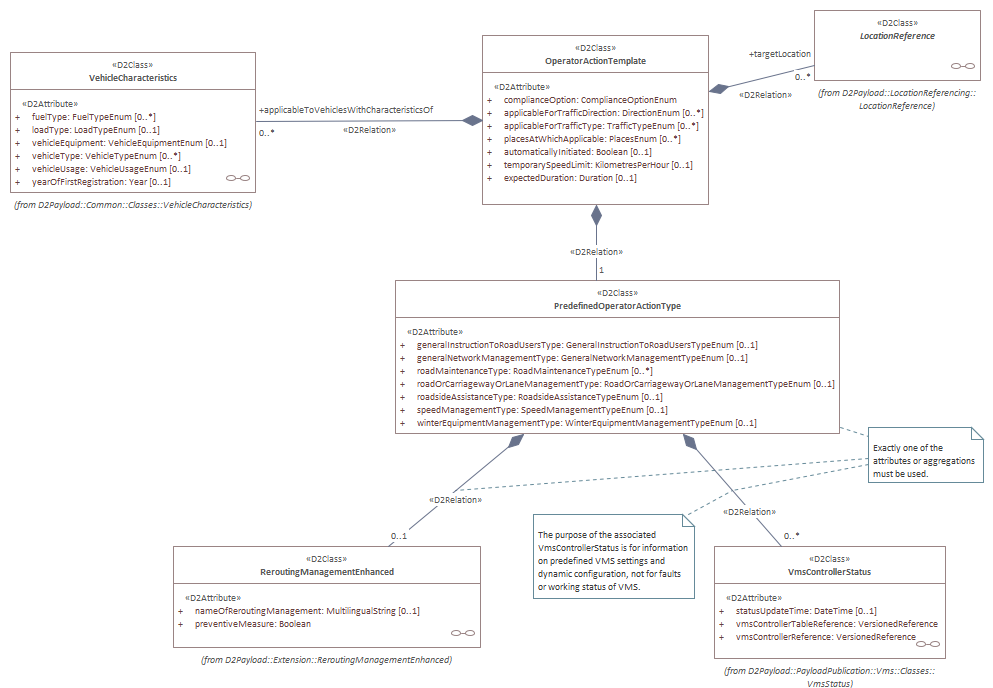 «D2Class»
LocationReference
(from D2Payload::LocationReferencing::
LocationReference)
«D2Class»
OperatorActionTemplate
«D2Attribute»
+ complianceOption: ComplianceOptionEnum
+ applicableForTrafficDirection: DirectionEnum [0..*]
+ applicableForTrafficType: TrafficTypeEnum [0..*]
+ placesAtWhichApplicable: PlacesEnum [0..*]
+ automaticallyInitiated: Boolean [0..1]
+ temporarySpeedLimit: KilometresPerHour [0..1]
+ expectedDuration: Duration [0..1]
+targetLocation
0..*
«D2Relation»
«D2Class»
VehicleCharacteristics
«D2Attribute»
+ fuelType: FuelTypeEnum [0..*]
+ loadType: LoadTypeEnum [0..1]
+ vehicleEquipment: VehicleEquipmentEnum [0..1]
+ vehicleType: VehicleTypeEnum [0..*]
+ vehicleUsage: VehicleUsageEnum [0..1]
+ yearOfFirstRegistration: Year [0..1]
(from D2Payload::Common::Classes::VehicleCharacteristics)
+applicableToVehiclesWithCharacteristicsOf
0..*
«D2Relation»
«D2Relation»
1
«D2Class»
PredefinedOperatorActionType
«D2Attribute»
+ generalInstructionToRoadUsersType: GeneralInstructionToRoadUsersTypeEnum [0..1]
+ generalNetworkManagementType: GeneralNetworkManagementTypeEnum [0..1]
+ roadMaintenanceType: RoadMaintenanceTypeEnum [0..*]
+ roadOrCarriagewayOrLaneManagementType: RoadOrCarriagewayOrLaneManagementTypeEnum [0..1]
+ roadsideAssistanceType: RoadsideAssistanceTypeEnum [0..1]
+ speedManagementType: SpeedManagementTypeEnum [0..1]
+ winterEquipmentManagementType: WinterEquipmentManagementTypeEnum [0..1]
Exactly one of the
attributes or aggregations
must be used.
«D2Relation»
0..1
«D2Relation»
0..*
The purpose of the associated
VmsControllerStatus is for information
on predefined VMS settings and
dynamic configuration, not for faults
or working status of VMS.
«D2Class»
ReroutingManagementEnhanced
«D2Attribute»
+ nameOfReroutingManagement: MultilingualString [0..1]
+ preventiveMeasure: Boolean
(from D2Payload::Extension::ReroutingManagementEnhanced)
«D2Class»
VmsControllerStatus
«D2Attribute»
+ statusUpdateTime: DateTime [0..1]
+ vmsControllerTableReference: VersionedReference
+ vmsControllerReference: VersionedReference
(from D2Payload::PayloadPublication::Vms::Classes::
VmsStatus)